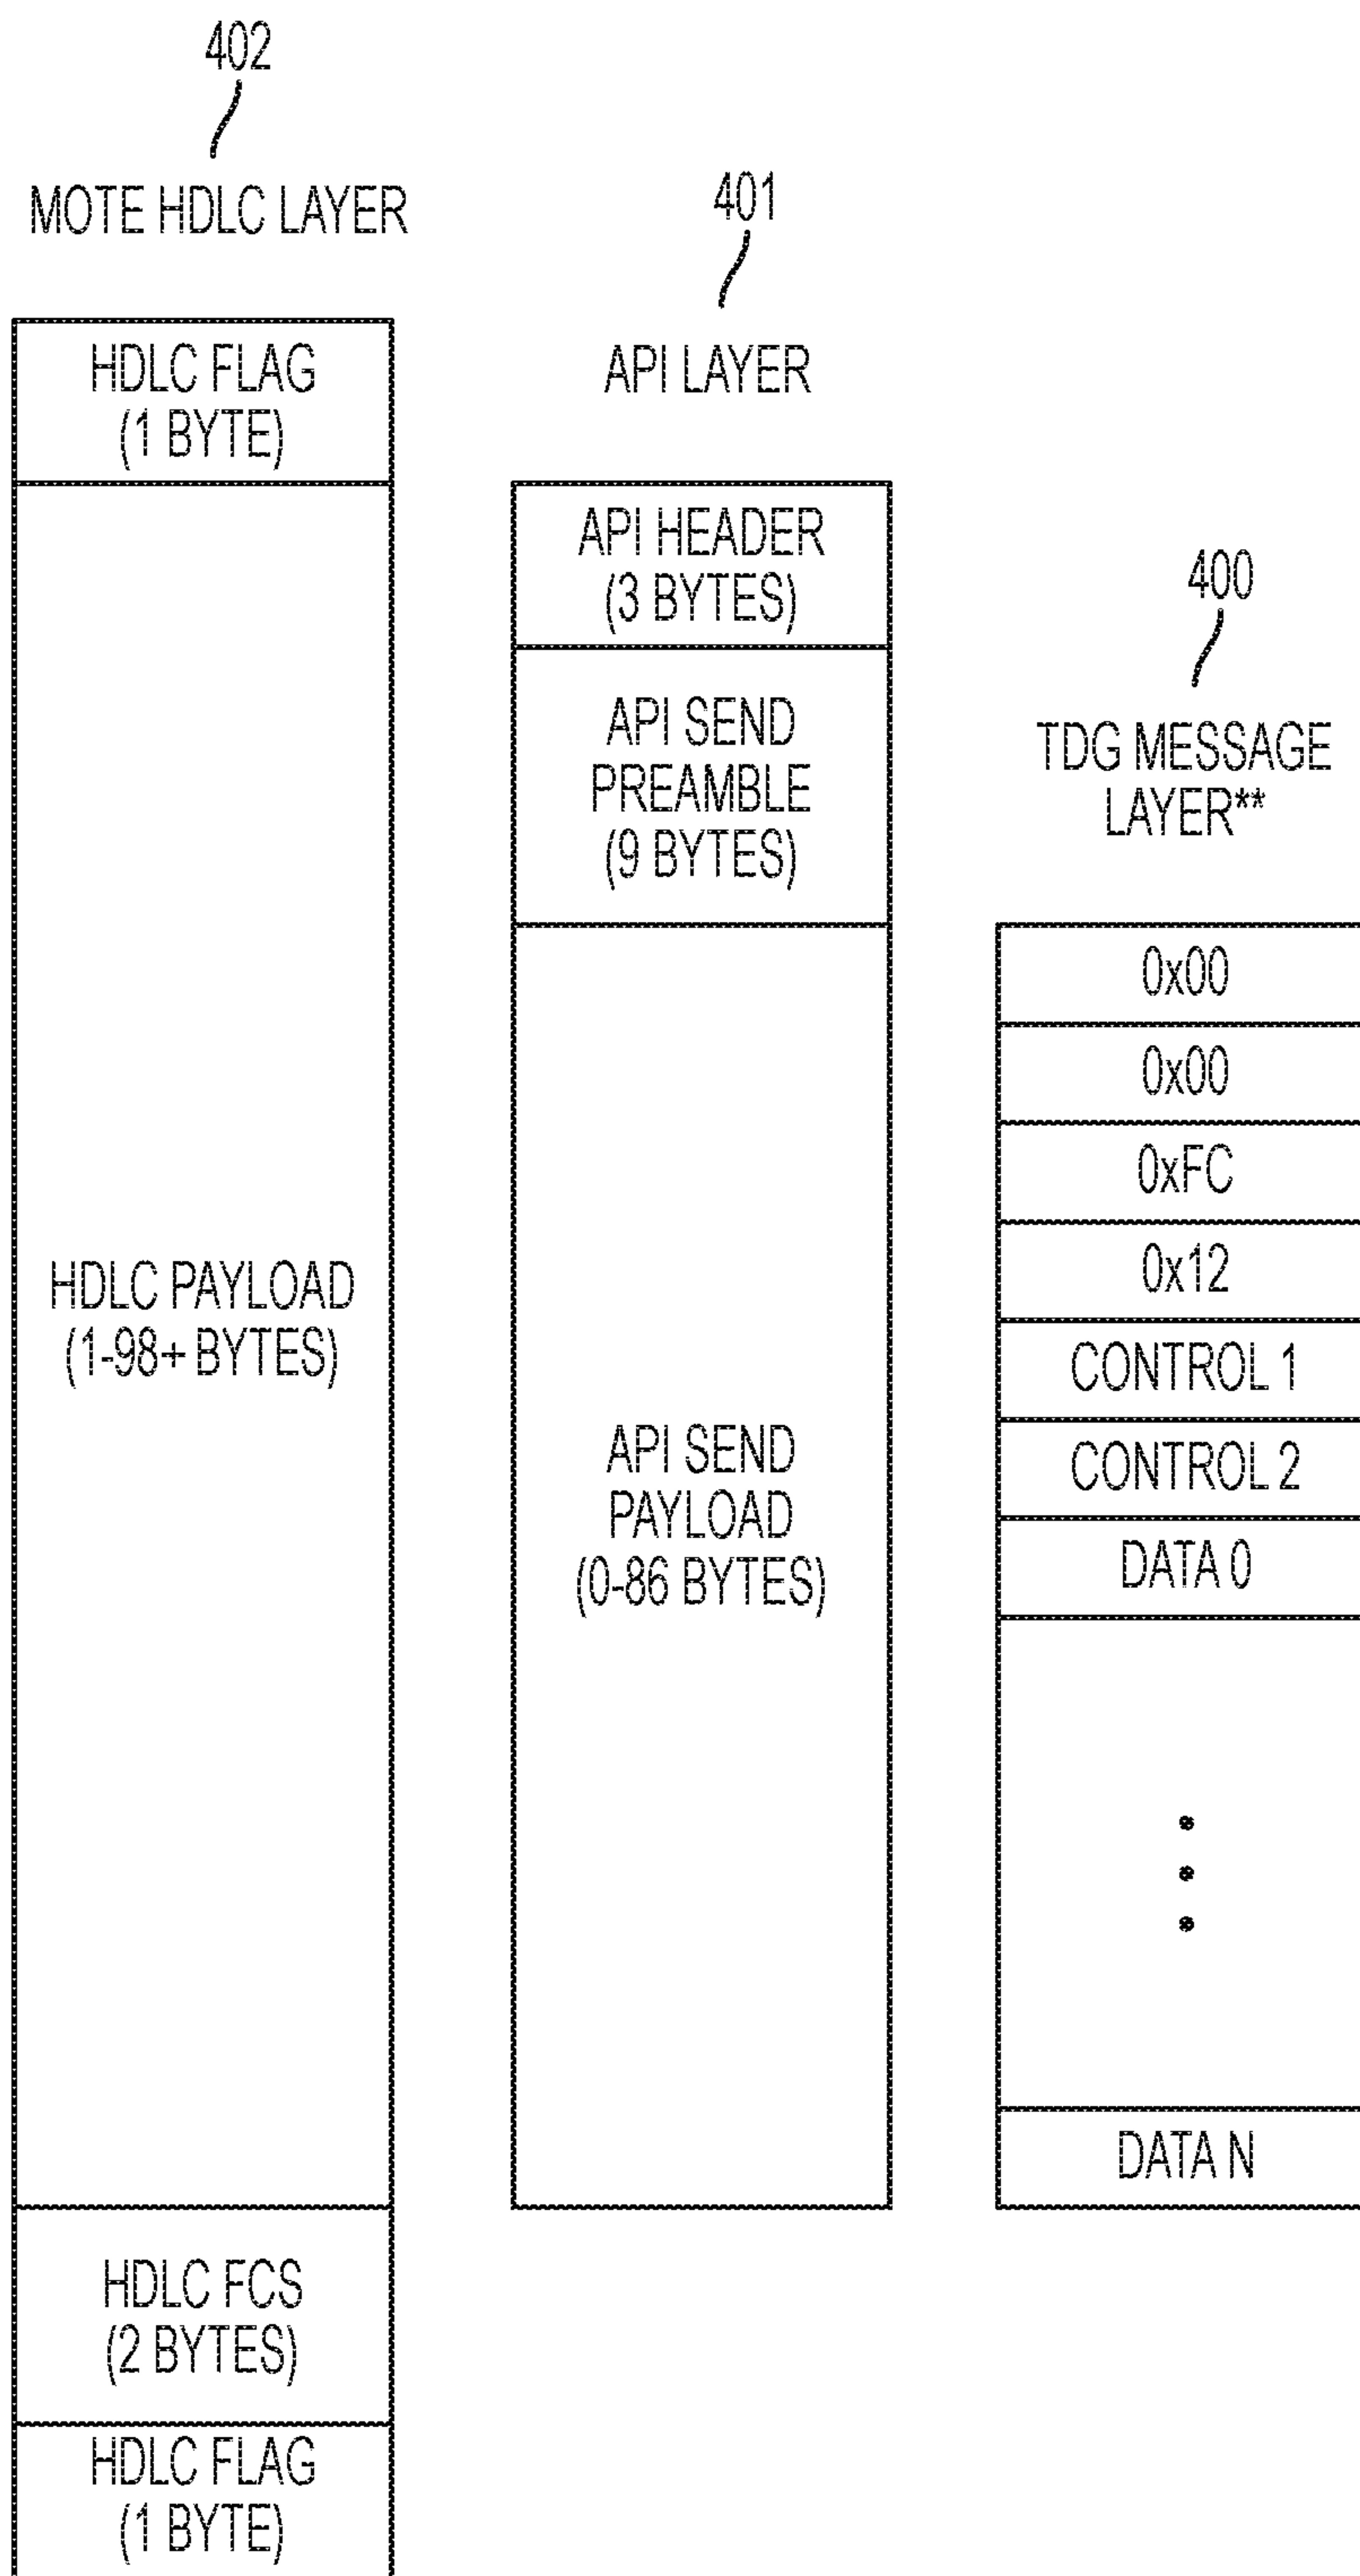 402
MOTE HDLC LAYER
HDLC FLAG
(1 BYTE)
HDLC PAYLOAD
(1-98+ BYTES)
HDLC FCS
(2 BYTES)
HDLC FLAG
(1 BYTE)
401
API LAYER
API HEADER
(3 BYTES)
API SEND
PREAMBLE
(9 BYTES)
API SEND
PAYLOAD
(0-86 BYTES)
400
TDG MESSAGE
LAYER**
0x00
0x00
0xFC
0x12
CONTROL 1
CONTROL 2
DATA 0
DATA N